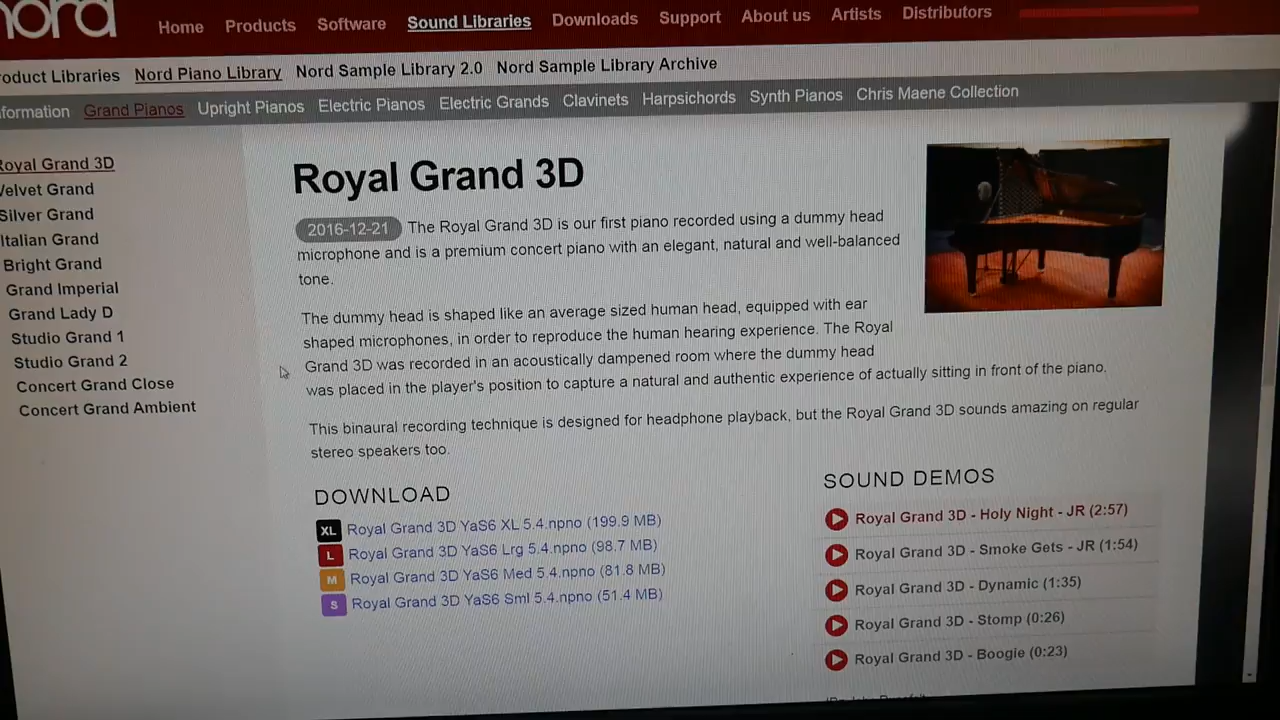 nord
Home Products Software Sound Libraries Downloads Support About us Artists Distributors
roduct Libraries Nord Piano Library Nord Sample Library 2.0 Nord Sample Library Archive
nformation Grand Pianos Upright Pianos Electric Pianos Electric Grands Clavinets Harpsichords Synth Pianos Chris Maene Collection
Royal Grand 3D
Velvet Grand
Silver Grand
Italian Grand
Bright Grand
Grand Imperial
Grand Lady D
Studio Grand 1
Studio Grand 2
Concert Grand Close
Concert Grand Ambient
Royal Grand 3D
2016-12-21 The Royal Grand 3D is our first piano recorded using a dummy head
microphone and is a premium concert piano with an elegant, natural and well-balanced
tone.
The dummy head is shaped like an average sized human head, equipped with ear
shaped microphones, in order to reproduce the human hearing experience. The Royal
Grand 3D was recorded in an acoustically dampened room where the dummy head
was placed in the player's position to capture a natural and authentic experience of actually sitting in front of the piano.
This binaural recording technique is designed for headphone playback, but the Royal Grand 3D sounds amazing on regular
stereo speakers too.
DOWNLOAD
XL Royal Grand 3D YaS6 XL 5.4.npno (199.9 MB)
L Royal Grand 3D YaS6 Lrg 5.4.npno (98.7 MB)
M Royal Grand 3D YaS6 Med 5.4.npno (81.8 MB)
S Royal Grand 3D YaS6 Sml 5.4.npno (51.4 MB)
SOUND DEMOS
Royal Grand 3D - Holy Night - JR (2:57)
Royal Grand 3D - Smoke Gets - JR (1:54)
Royal Grand 3D - Dynamic (1:35)
Royal Grand 3D - Stomp (0:26)
Royal Grand 3D - Boogie (0:23)